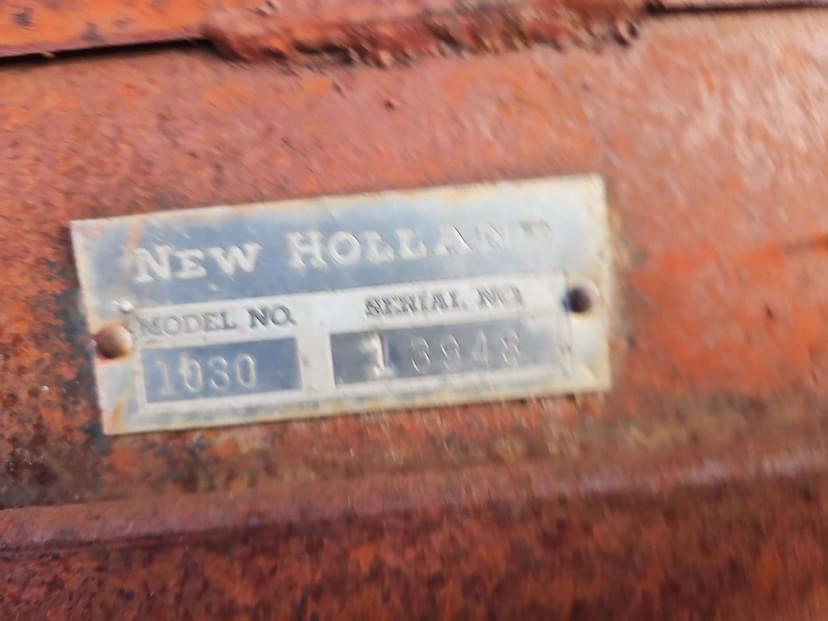 NEW HOLLAND
MODEL NO. SERIAL NO.
1030